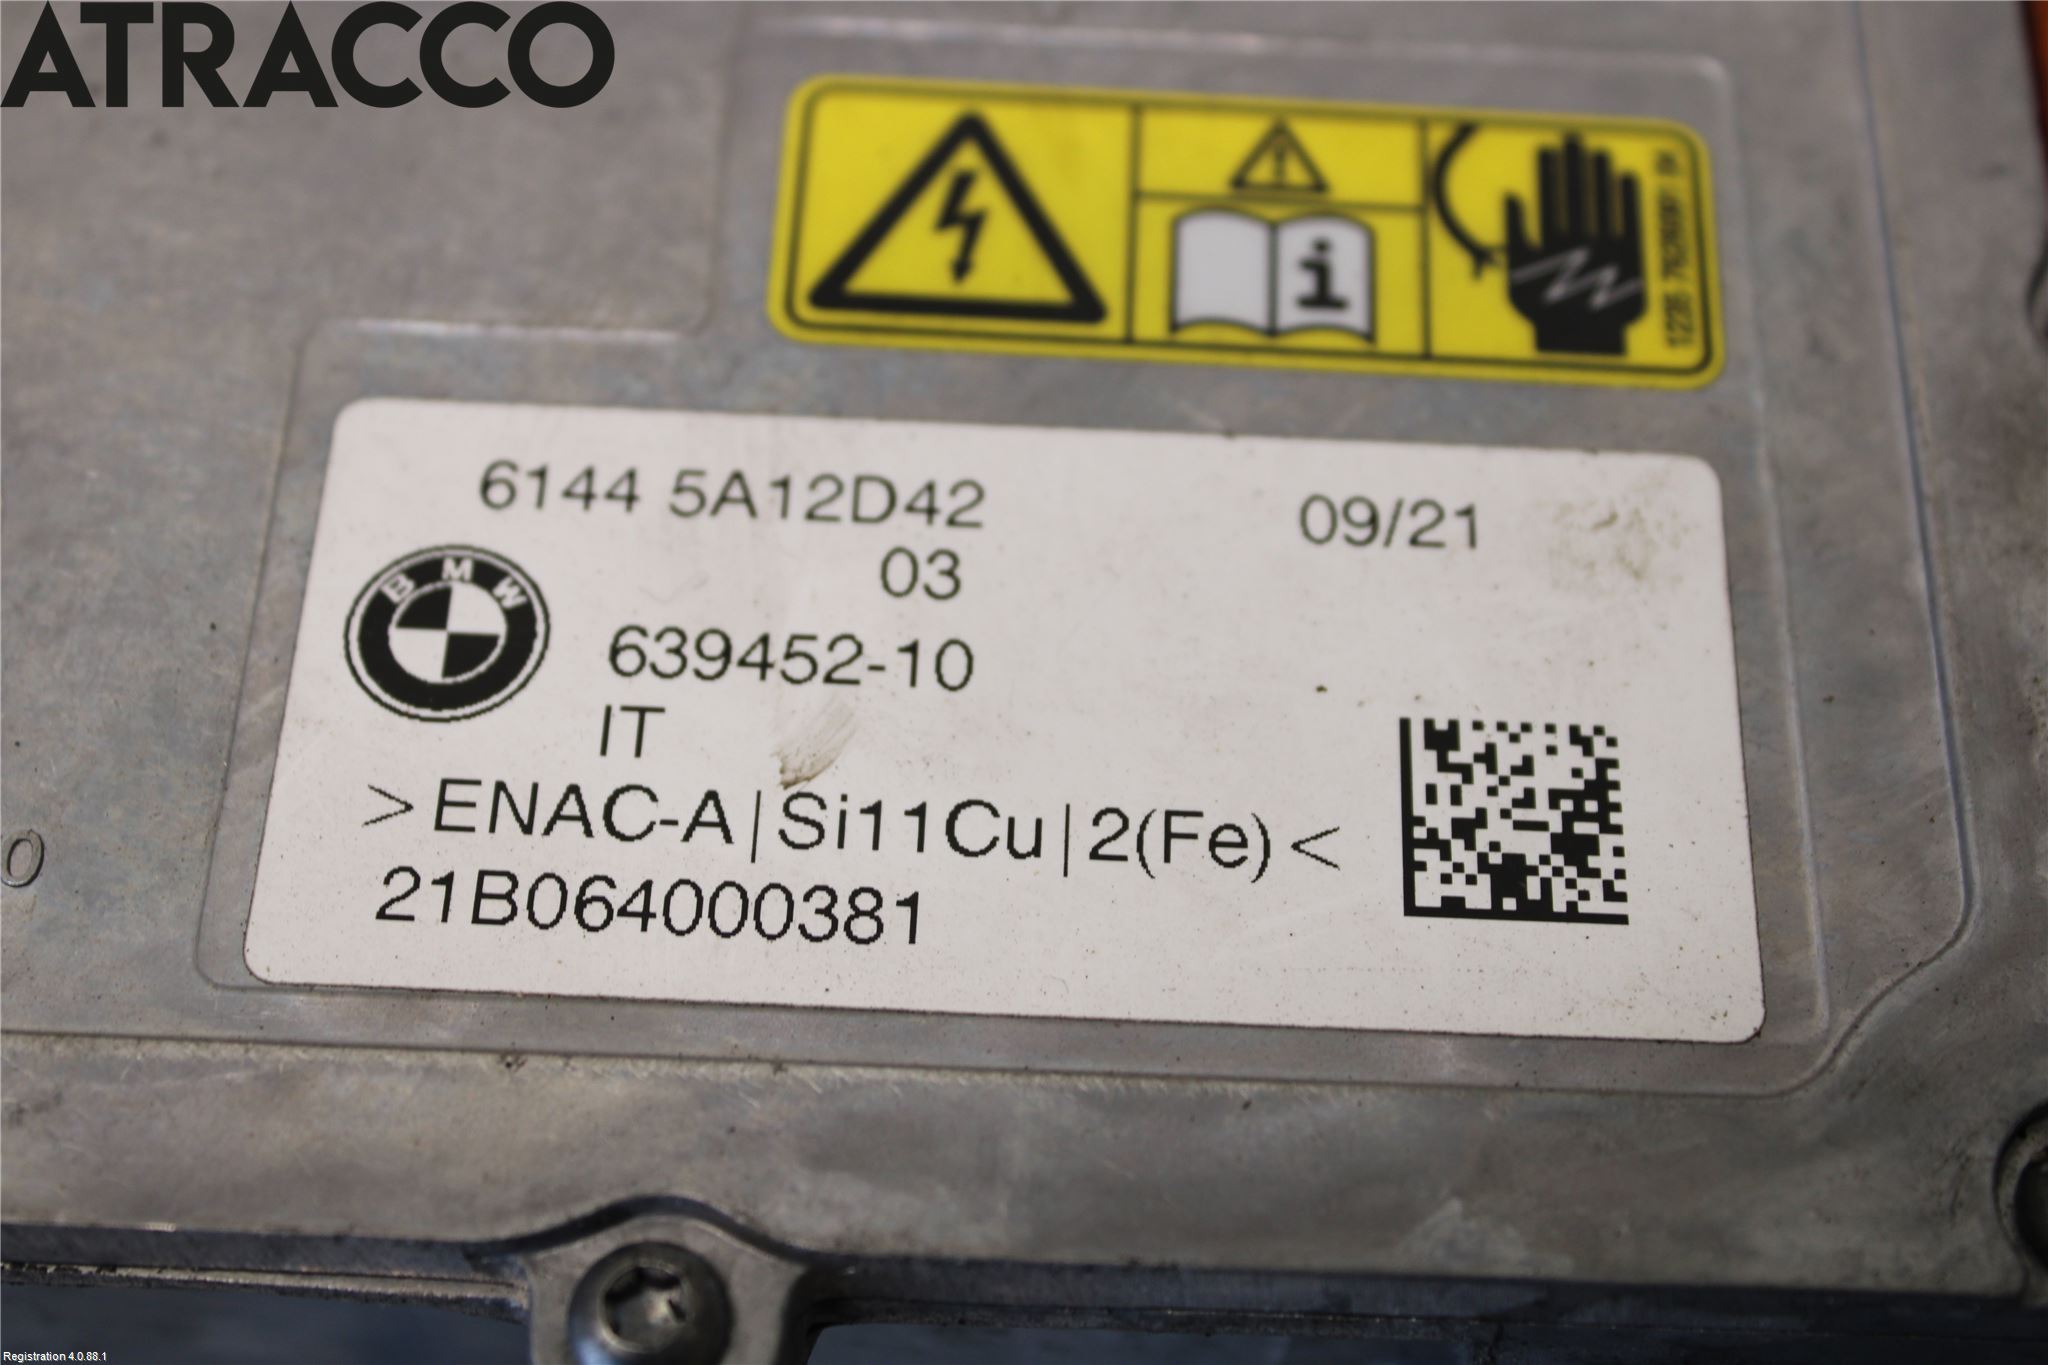 ATRACCO
i
6144 5A12D42 09/21
03
BMW
639452-10
IT
>ENAC-A|Si11Cu|2(Fe)<
21B064000381
0
Registration 4.0.88.1